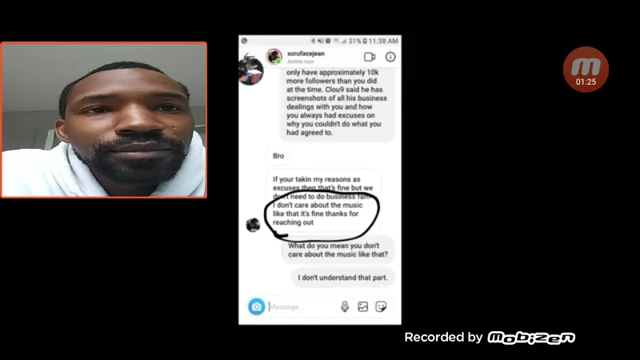 31% 11:38 AM
scrufacejean
Active now
only have approximately 10k
more followers than you did
at the time. Clou9 said he has
screenshots of all his business
dealings with you and how
you always had excuses on
why you couldn't do what you
had agreed to.
Bro
If your takin my reasons as
excuses then that's fine but we
don't need to do business fam
I don't care about the music
like that it's fine thanks for
reaching out
What do you mean you don't
care about the music like that?
I don't understand that part.
Message...
01:25
Recorded by Mobizen